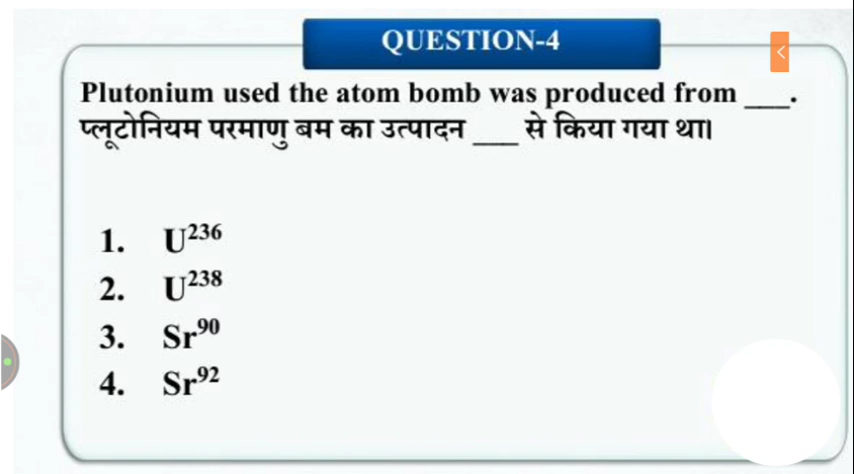 QUESTION-4
Plutonium used the atom bomb was produced from ___.
प्लूटोनियम परमाणु बम का उत्पादन ___ से किया गया था।
1. U²³⁶
2. U²³⁸
3. Sr⁹⁰
4. Sr⁹²